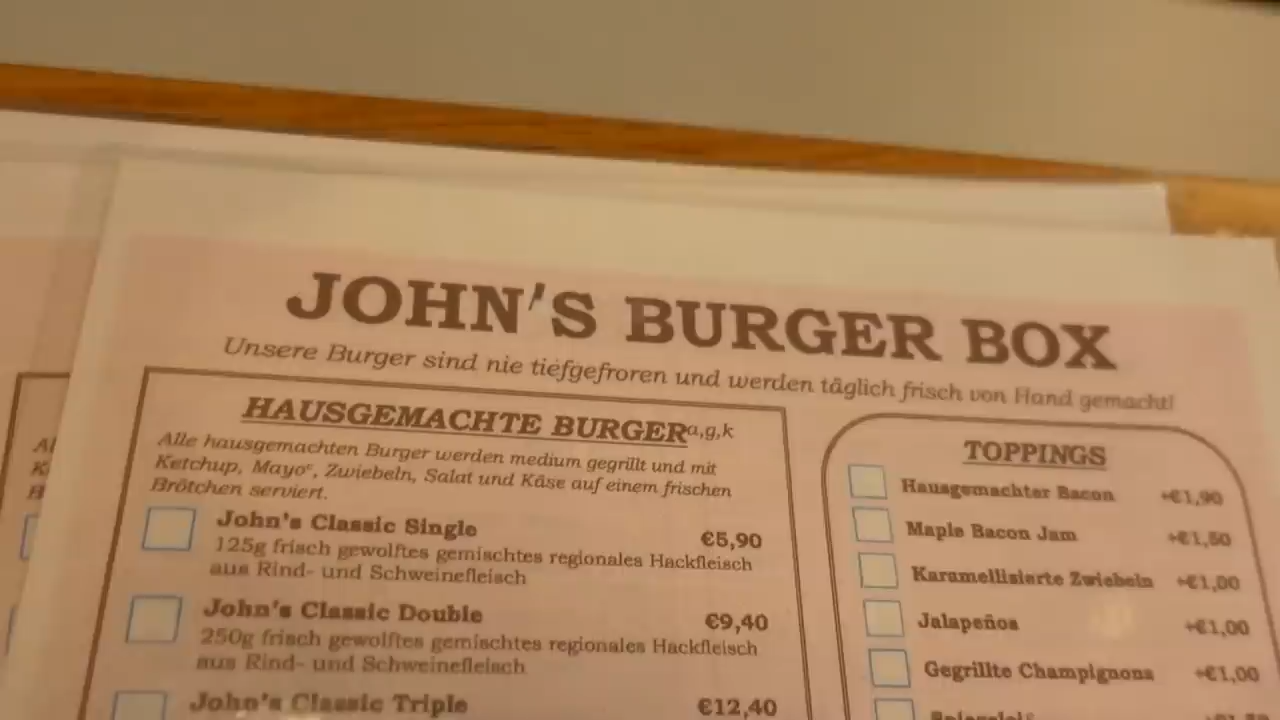 JOHN'S BURGER BOX
Unsere Burger sind nie tiefgefroren und werden täglich frisch von Hand gemacht!
HAUSGEMACHTE BURGERa,g,k
Alle hausgemachten Burger werden medium gegrillt und mit
Ketchup, Mayoc, Zwiebeln, Salat und Käse auf einem frischen
Brötchen serviert.
John's Classic Single €5,90
125g frisch gewolftes gemischtes regionales Hackfleisch
aus Rind- und Schweinefleisch
John's Classic Double €9,40
250g frisch gewolftes gemischtes regionales Hackfleisch
aus Rind- und Schweinefleisch
John's Classic Triple €12,40
TOPPINGS
Hausgemachter Bacon +€1,90
Maple Bacon Jam +€1,50
Karamellisierte Zwiebeln +€1,00
Jalapeños +€1,00
Gegrillte Champignons +€1,00